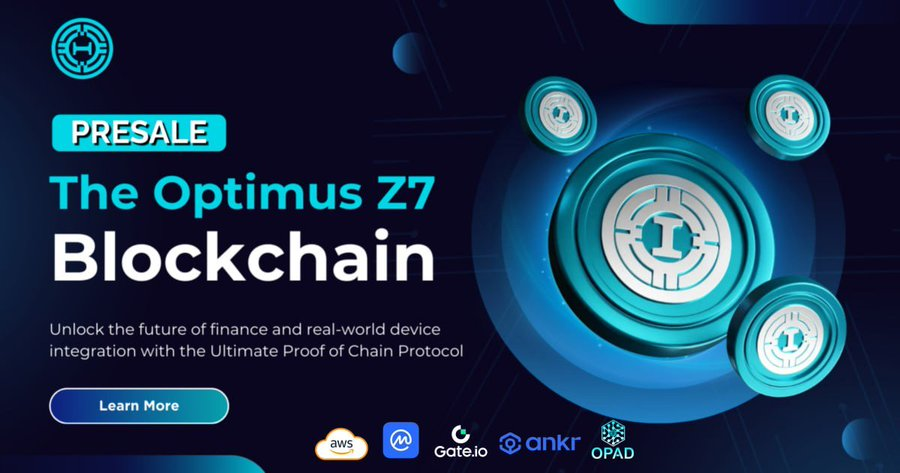 PRESALE
The Optimus Z7
Blockchain
Unlock the future of finance and real-world device
integration with the Ultimate Proof of Chain Protocol
Learn More
aws
Gate.io
ankr
OPAD